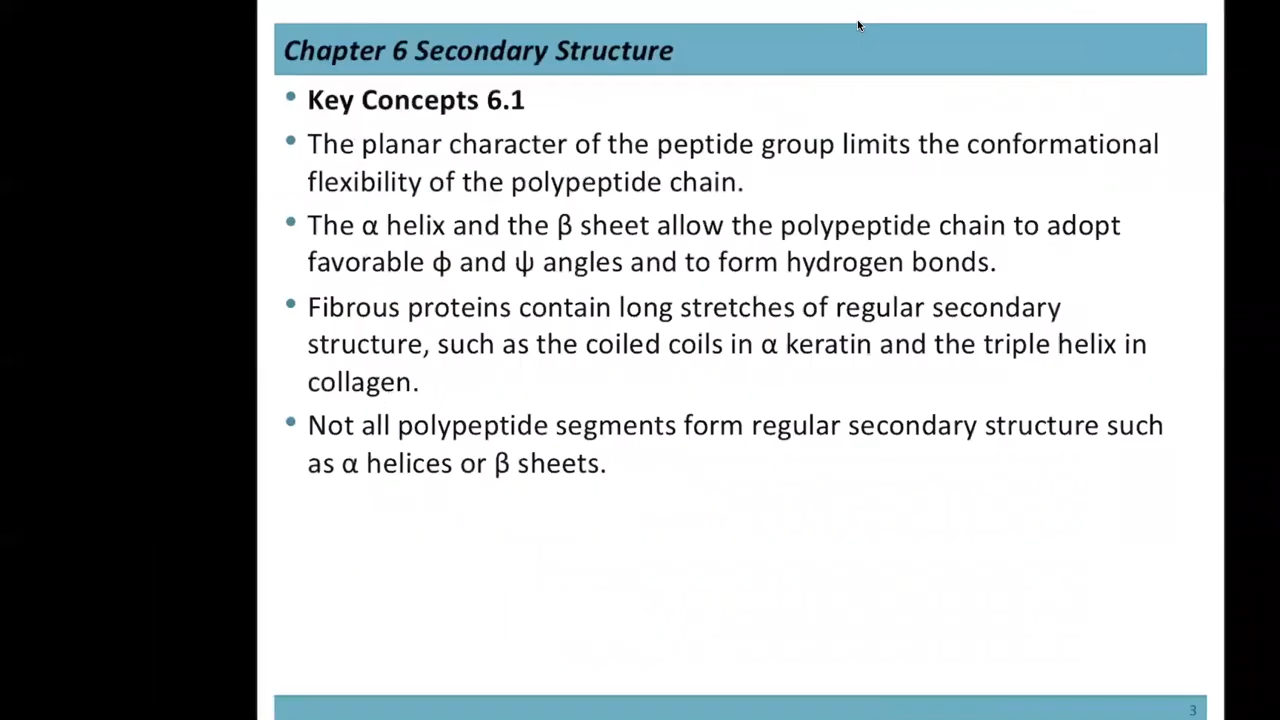 Chapter 6 Secondary Structure
• Key Concepts 6.1
• The planar character of the peptide group limits the conformational
flexibility of the polypeptide chain.
• The α helix and the β sheet allow the polypeptide chain to adopt
favorable ϕ and ψ angles and to form hydrogen bonds.
• Fibrous proteins contain long stretches of regular secondary
structure, such as the coiled coils in α keratin and the triple helix in
collagen.
• Not all polypeptide segments form regular secondary structure such
as α helices or β sheets.
3